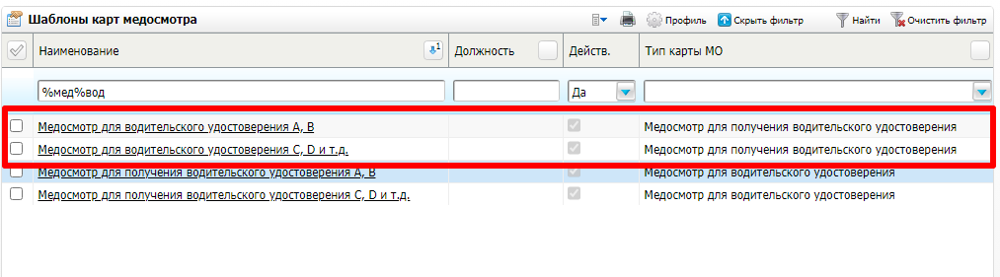 Шаблоны карт медосмотра Профиль Скрыть фильтр Найти Очистить фильтр
Наименование 1 Должность Действ. Тип карты МО
%мед%вод Да
Медосмотр для водительского удостоверения А, В Медосмотр для получения водительского удостоверения
Медосмотр для водительского удостоверения С, D и т.д. Медосмотр для получения водительского удостоверения
Медосмотр для получения водительского удостоверения А, В Медосмотр для водительского удостоверения
Медосмотр для получения водительского удостоверения С, D и т.д. Медосмотр для водительского удостоверения